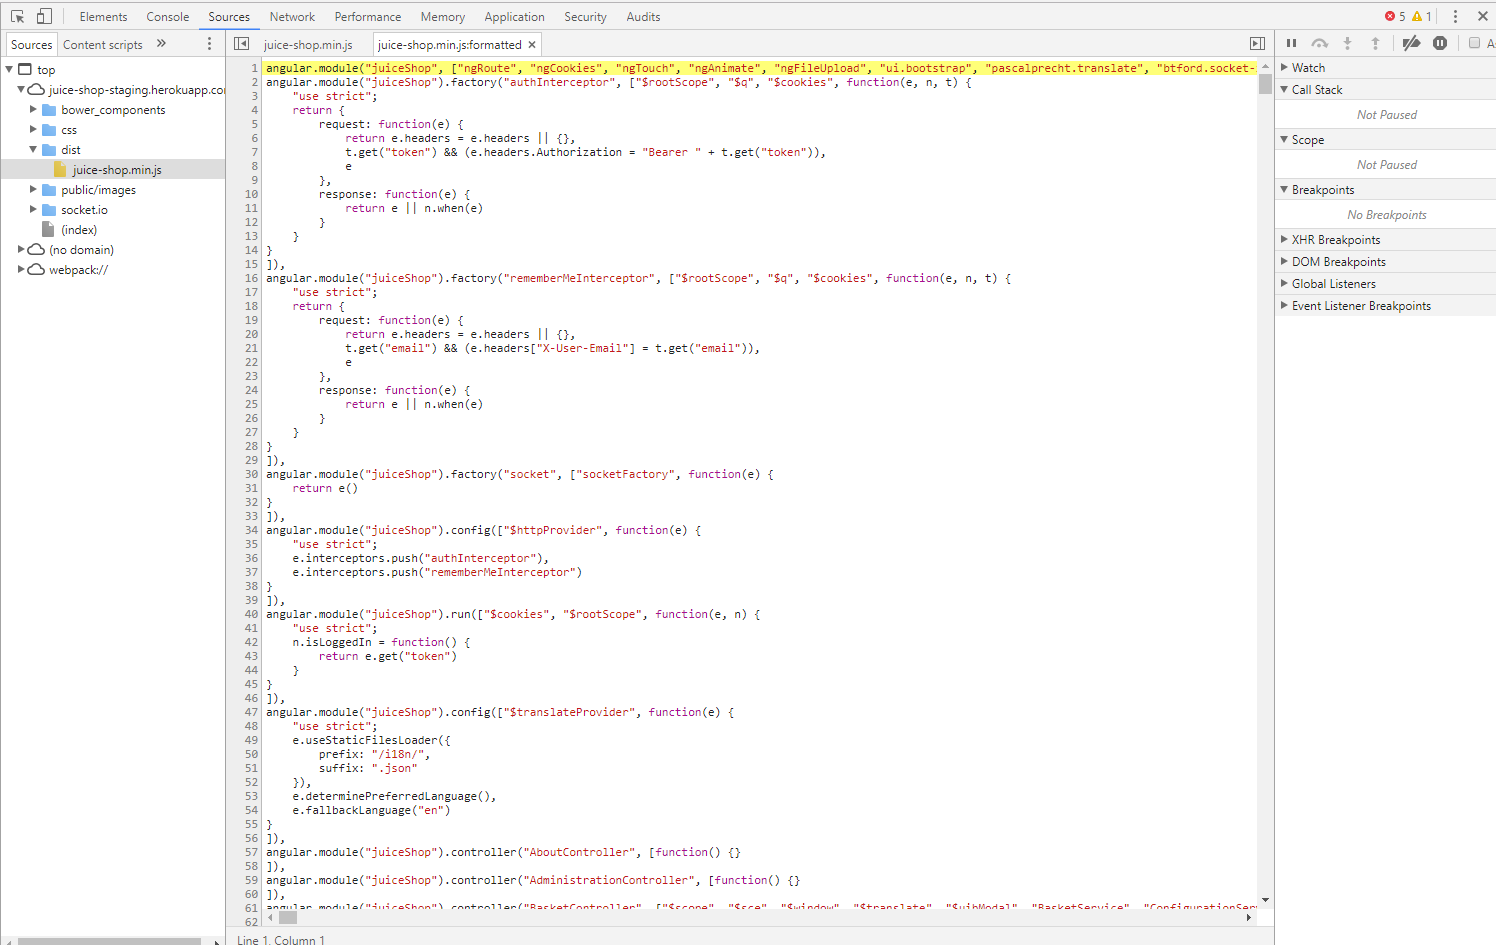 Elements Console Sources Network Performance Memory Application Security Audits 5 1
Sources Content scripts » juice-shop.min.js juice-shop.min.js:formatted ×
top
juice-shop-staging.herokuapp.co
bower_components
css
dist
juice-shop.min.js
public/images
socket.io
(index)
(no domain)
webpack://
1 angular.module("juiceShop", ["ngRoute", "ngCookies", "ngTouch", "ngAnimate", "ngFileUpload", "ui.bootstrap", "pascalprecht.translate", "btford.socket-
2 angular.module("juiceShop").factory("authInterceptor", ["$rootScope", "$q", "$cookies", function(e, n, t) {
3 "use strict";
4 return {
5 request: function(e) {
6 return e.headers = e.headers || {},
7 t.get("token") && (e.headers.Authorization = "Bearer " + t.get("token")),
8 e
9 },
10 response: function(e) {
11 return e || n.when(e)
12 }
13 }
14 }
15 ]),
16 angular.module("juiceShop").factory("rememberMeInterceptor", ["$rootScope", "$q", "$cookies", function(e, n, t) {
17 "use strict";
18 return {
19 request: function(e) {
20 return e.headers = e.headers || {},
21 t.get("email") && (e.headers["X-User-Email"] = t.get("email")),
22 e
23 },
24 response: function(e) {
25 return e || n.when(e)
26 }
27 }
28 }
29 ]),
30 angular.module("juiceShop").factory("socket", ["socketFactory", function(e) {
31 return e()
32 }
33 ]),
34 angular.module("juiceShop").config(["$httpProvider", function(e) {
35 "use strict";
36 e.interceptors.push("authInterceptor"),
37 e.interceptors.push("rememberMeInterceptor")
38 }
39 ]),
40 angular.module("juiceShop").run(["$cookies", "$rootScope", function(e, n) {
41 "use strict";
42 n.isLoggedIn = function() {
43 return e.get("token")
44 }
45 }
46 ]),
47 angular.module("juiceShop").config(["$translateProvider", function(e) {
48 "use strict";
49 e.useStaticFilesLoader({
50 prefix: "/i18n/",
51 suffix: ".json"
52 }),
53 e.determinePreferredLanguage(),
54 e.fallbackLanguage("en")
55 }
56 ]),
57 angular.module("juiceShop").controller("AboutController", [function() {}
58 ]),
59 angular.module("juiceShop").controller("AdministrationController", [function() {}
60 ]),
61 angular.module("juiceShop").controller("BasketController", ["$scope", "$sce", "$window", "$translate", "$uibModal", "BasketService", "ConfigurationSer
62
Line 1, Column 1
A
Watch
Call Stack
Not Paused
Scope
Not Paused
Breakpoints
No Breakpoints
XHR Breakpoints
DOM Breakpoints
Global Listeners
Event Listener Breakpoints